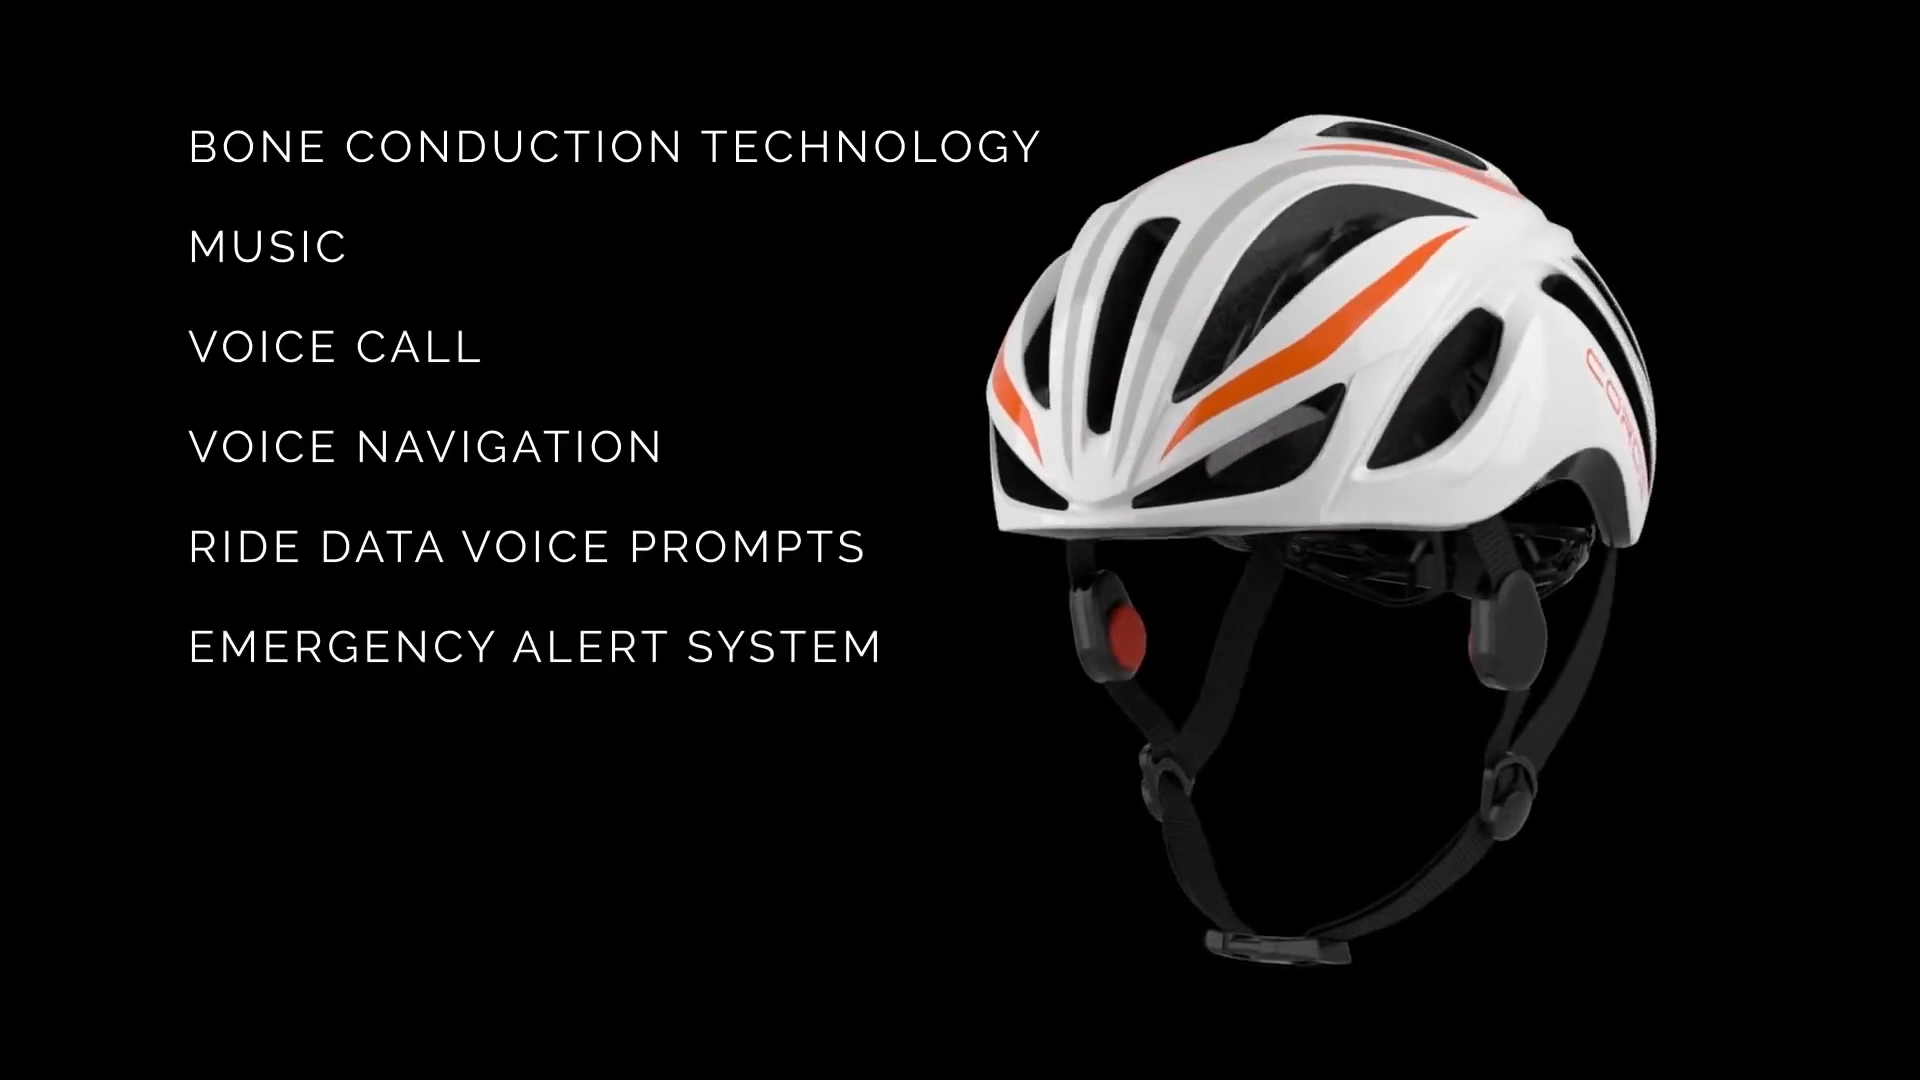 BONE CONDUCTION TECHNOLOGY
MUSIC
VOICE CALL
VOICE NAVIGATION
RIDE DATA VOICE PROMPTS
EMERGENCY ALERT SYSTEM